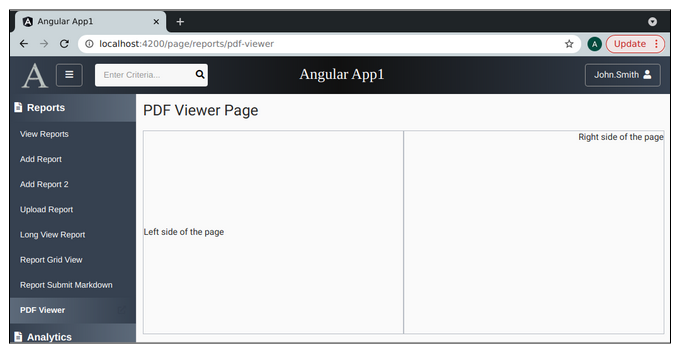 Angular App1
localhost:4200/page/reports/pdf-viewer
A
Update
A
Enter Criteria...
Angular App1
John.Smith
Reports
View Reports
Add Report
Add Report 2
Upload Report
Long View Report
Report Grid View
Report Submit Markdown
PDF Viewer
Analytics
PDF Viewer Page
Right side of the page
Left side of the page